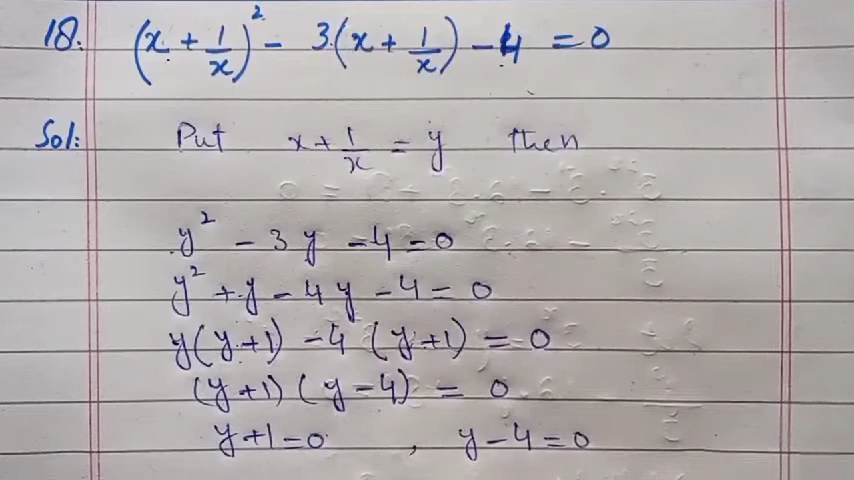 18. (x + 1/x)² - 3.(x + 1/x) - 4 = 0
Sol: Put x + 1/x = y then
y² - 3y - 4 = 0
y² + y - 4y - 4 = 0
y(y+1) - 4 (y+1) = 0
(y+1) (y-4) = 0
y+1=0 , y-4=0